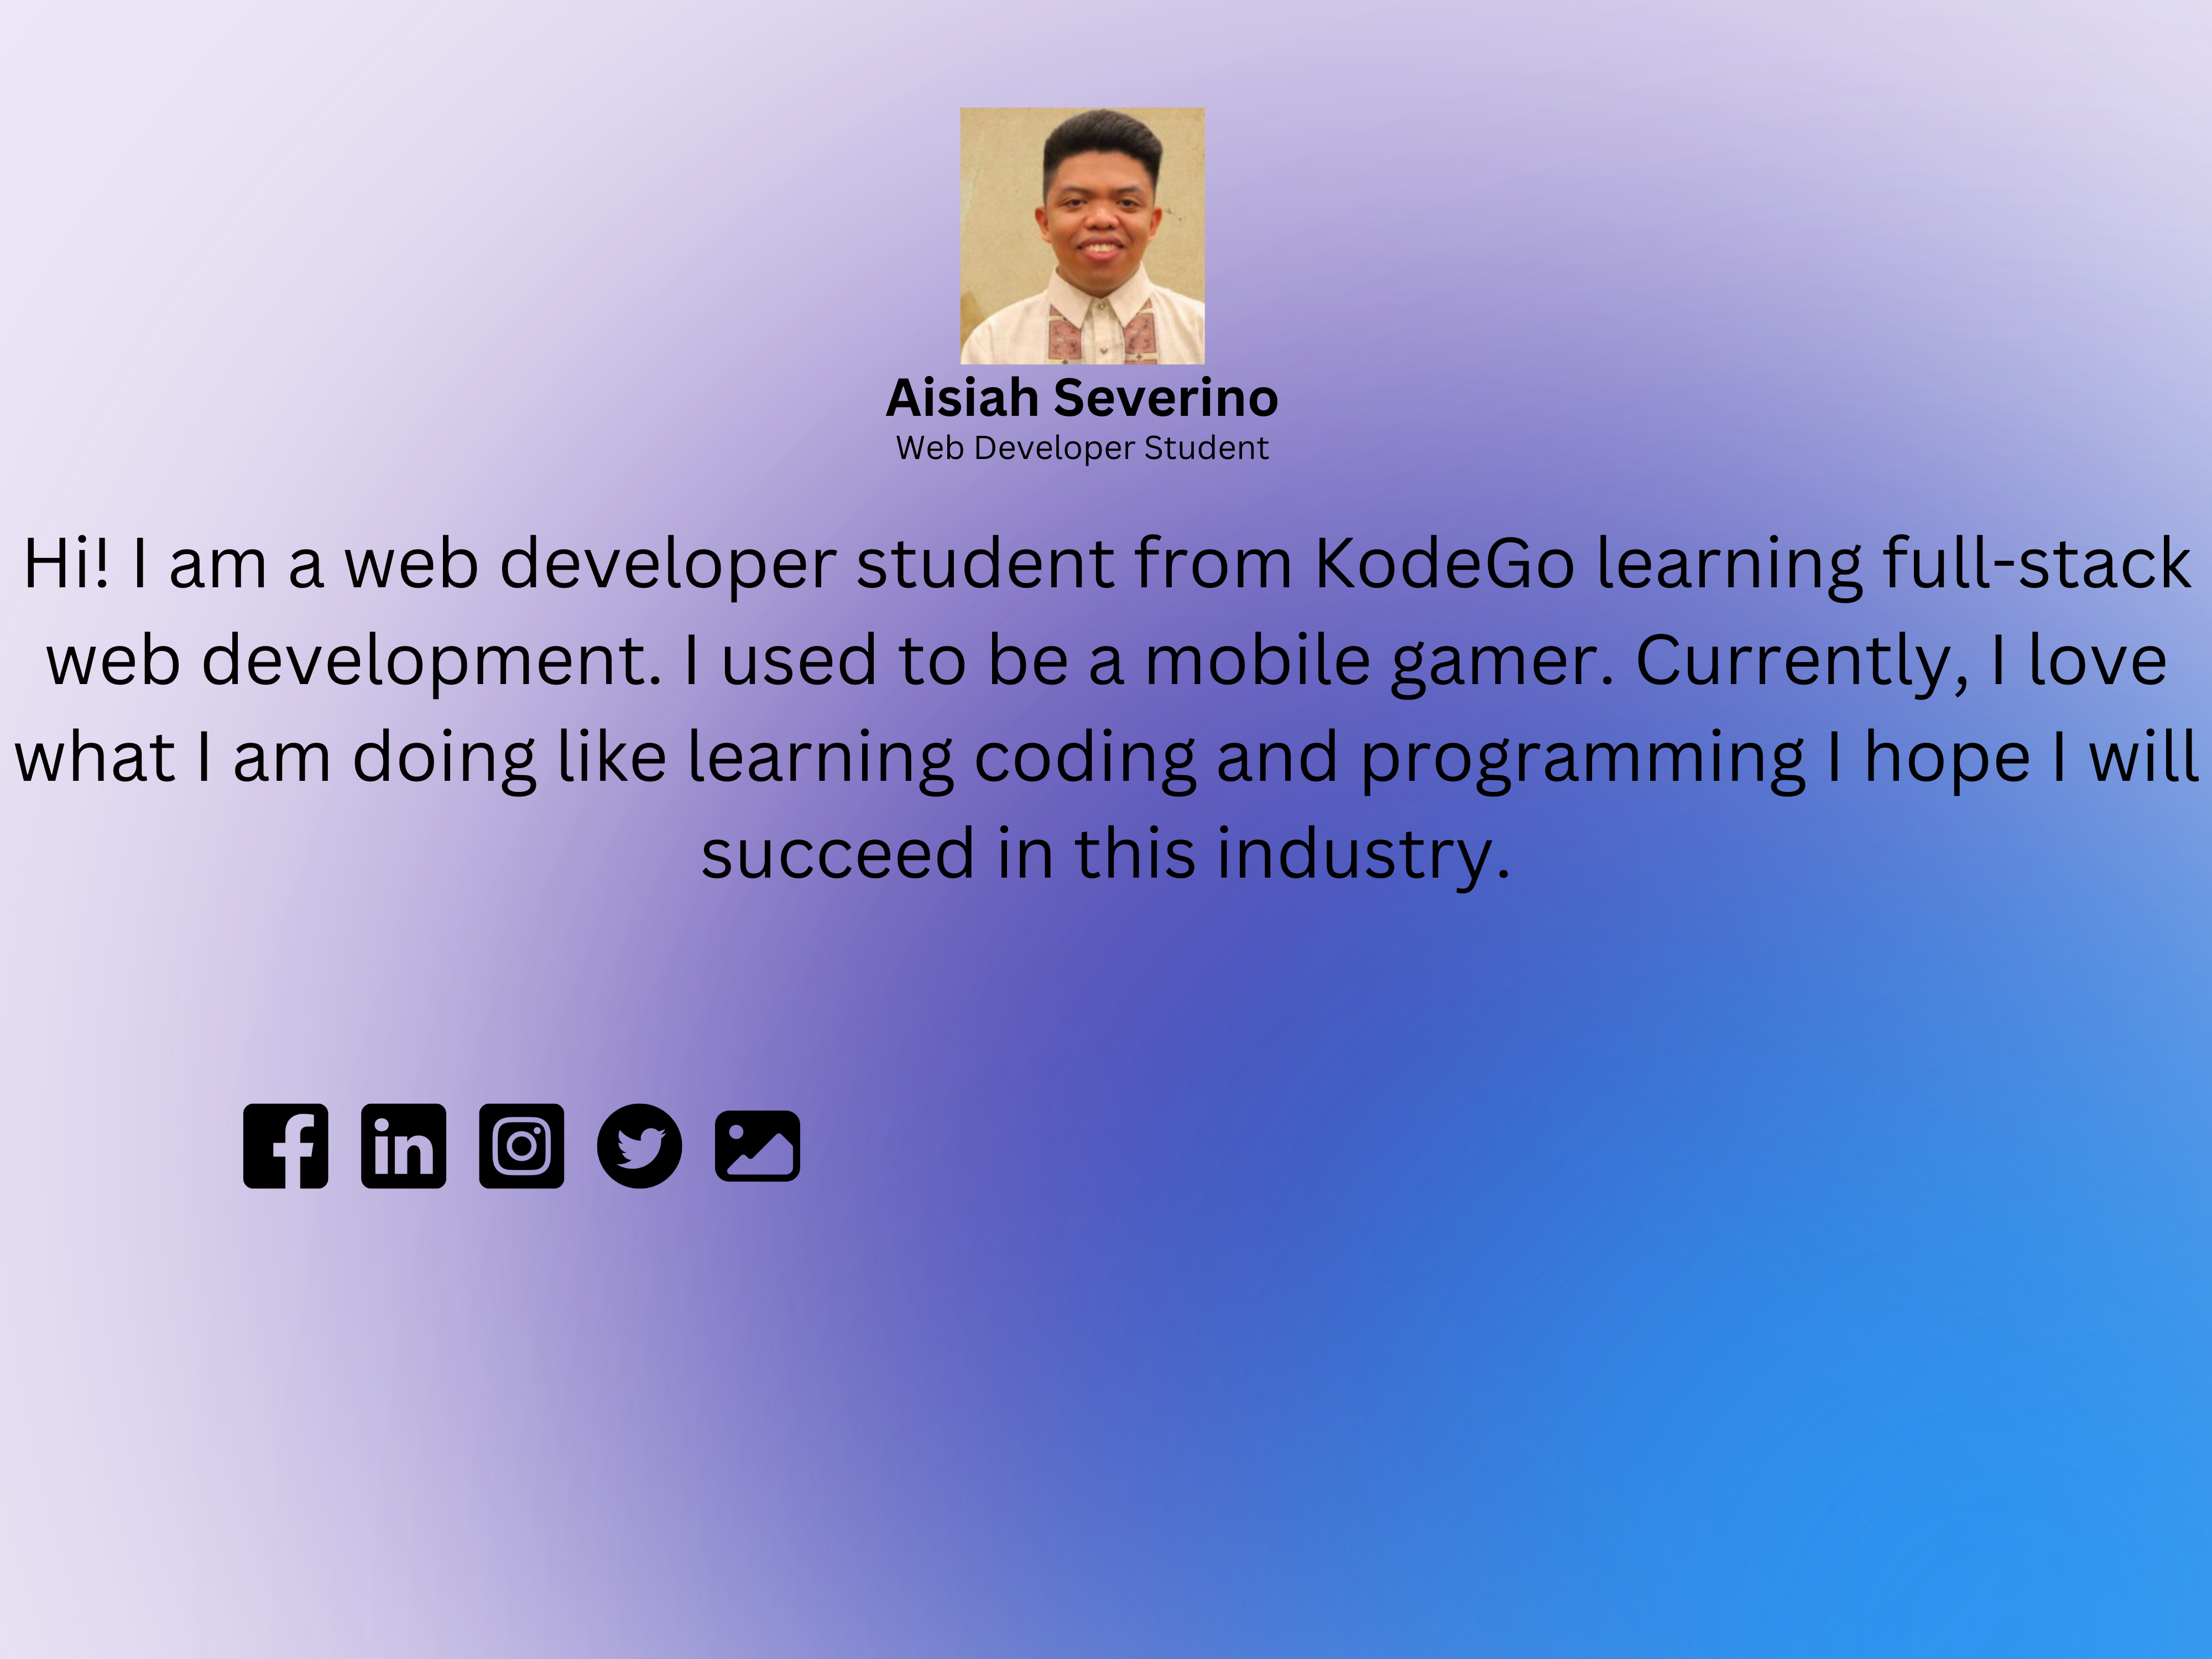 Aisiah Severino
Web Developer Student
Hi! I am a web developer student from KodeGo learning full-stack
web development. I used to be a mobile gamer. Currently, I love
what I am doing like learning coding and programming I hope I will
succeed in this industry.